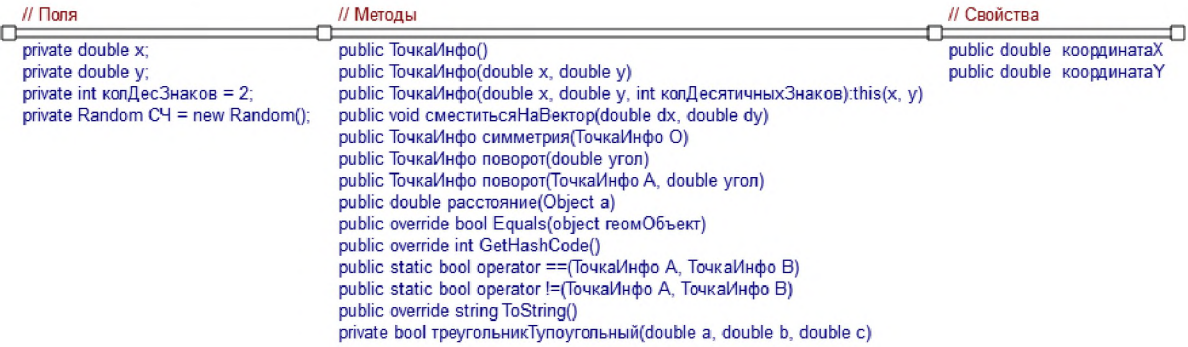 // Поля
private double x;
private double y;
private int колДесЗнаков = 2;
private Random СЧ = new Random();
// Методы
public ТочкаИнфо()
public ТочкаИнфо(double x, double y)
public ТочкаИнфо(double x, double y, int колДесятичныхЗнаков):this(x, y)
public void сместитьсяНаВектор(double dx, double dy)
public ТочкаИнфо симметрия(ТочкаИнфо О)
public ТочкаИнфо поворот(double угол)
public ТочкаИнфо поворот(ТочкаИнфо А, double угол)
public double расстояние(Object a)
public override bool Equals(object геомОбъект)
public override int GetHashCode()
public static bool operator ==(ТочкаИнфо А, ТочкаИнфо В)
public static bool operator !=(ТочкаИнфо А, ТочкаИнфо В)
public override string ToString()
private bool треугольникТупоугольный(double a, double b, double c)
// Свойства
public double координатаX
public double координатаY